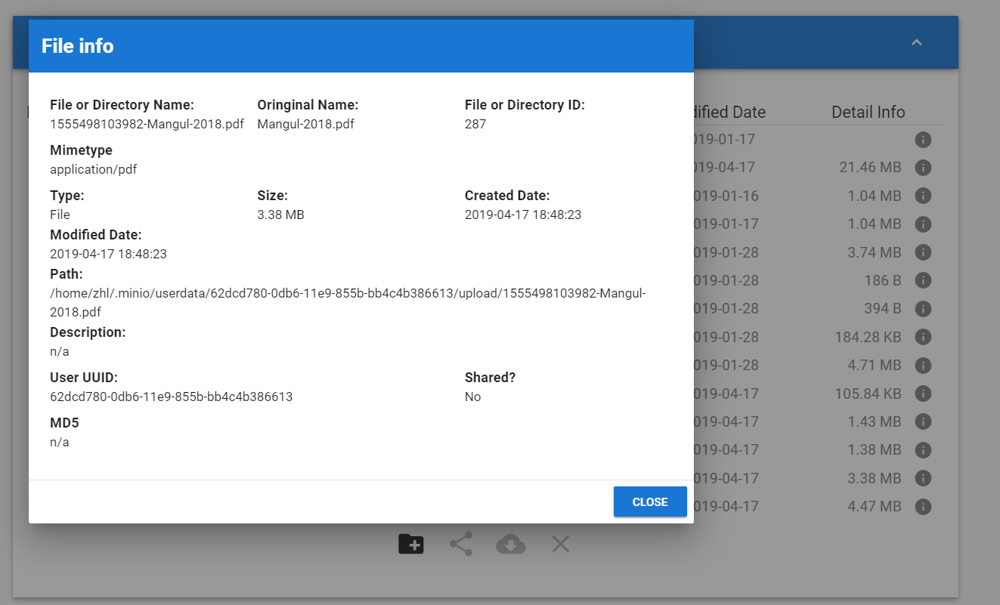 File info
File or Directory Name: Oringinal Name: File or Directory ID:
1555498103982-Mangul-2018.pdf Mangul-2018.pdf 287
Mimetype
application/pdf
Type: Size: Created Date:
File 3.38 MB 2019-04-17 18:48:23
Modified Date:
2019-04-17 18:48:23
Path:
/home/zhl/.minio/userdata/62dcd780-0db6-11e9-855b-bb4c4b386613/upload/1555498103982-Mangul-
2018.pdf
Description:
n/a
User UUID: Shared?
62dcd780-0db6-11e9-855b-bb4c4b386613 No
MD5
n/a
CLOSE
dified Date Detail Info
019-01-17
019-04-17 21.46 MB
019-01-16 1.04 MB
019-01-17 1.04 MB
019-01-28 3.74 MB
019-01-28 186 B
019-01-28 394 B
019-01-28 184.28 KB
019-01-28 4.71 MB
019-04-17 105.84 KB
019-04-17 1.43 MB
019-04-17 1.38 MB
019-04-17 3.38 MB
019-04-17 4.47 MB